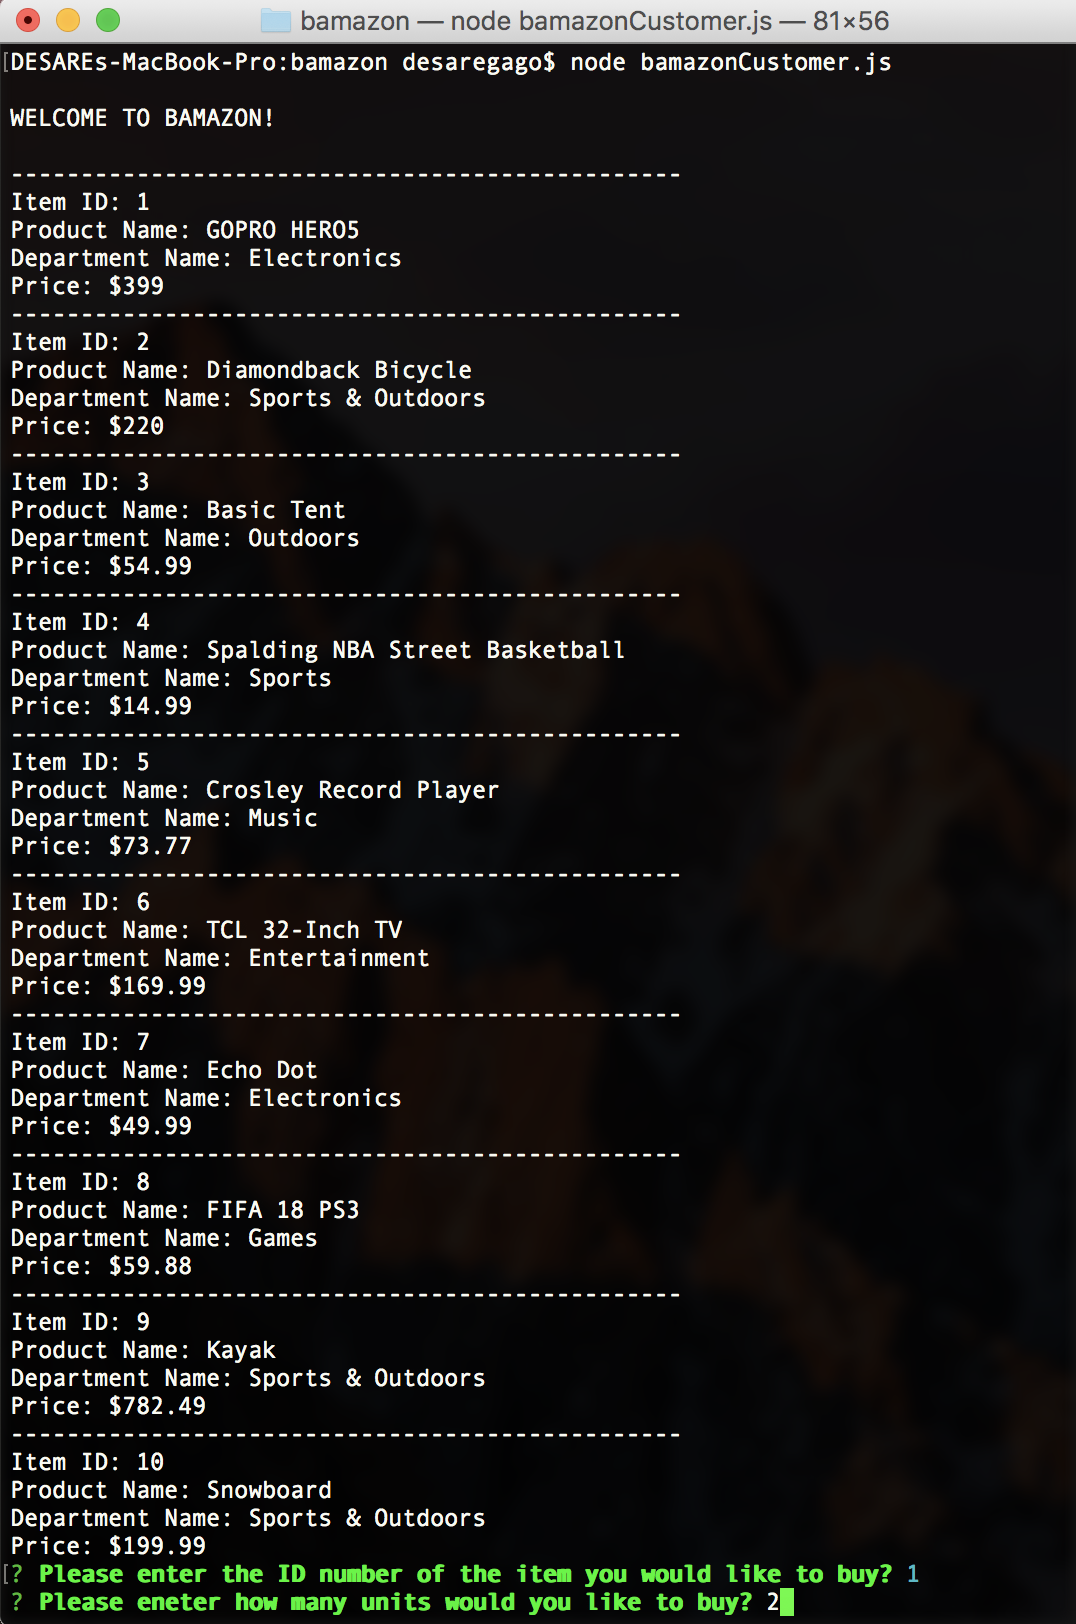 bamazon — node bamazonCustomer.js — 81×56
[DESAREs-MacBook-Pro:bamazon desaregago$ node bamazonCustomer.js
WELCOME TO BAMAZON!
------------------------------------------------
Item ID: 1
Product Name: GOPRO HERO5
Department Name: Electronics
Price: $399
------------------------------------------------
Item ID: 2
Product Name: Diamondback Bicycle
Department Name: Sports & Outdoors
Price: $220
------------------------------------------------
Item ID: 3
Product Name: Basic Tent
Department Name: Outdoors
Price: $54.99
------------------------------------------------
Item ID: 4
Product Name: Spalding NBA Street Basketball
Department Name: Sports
Price: $14.99
------------------------------------------------
Item ID: 5
Product Name: Crosley Record Player
Department Name: Music
Price: $73.77
------------------------------------------------
Item ID: 6
Product Name: TCL 32-Inch TV
Department Name: Entertainment
Price: $169.99
------------------------------------------------
Item ID: 7
Product Name: Echo Dot
Department Name: Electronics
Price: $49.99
------------------------------------------------
Item ID: 8
Product Name: FIFA 18 PS3
Department Name: Games
Price: $59.88
------------------------------------------------
Item ID: 9
Product Name: Kayak
Department Name: Sports & Outdoors
Price: $782.49
------------------------------------------------
Item ID: 10
Product Name: Snowboard
Department Name: Sports & Outdoors
Price: $199.99
[? Please enter the ID number of the item you would like to buy? 1
? Please eneter how many units would you like to buy? 2